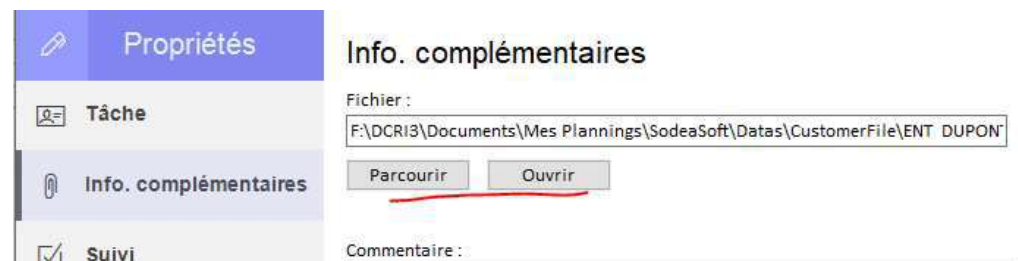 Propriétés
Info. complémentaires
Tâche
Fichier :
F:\DCRI3\Documents\Mes Plannings\SodeaSoft\Datas\CustomerFile\ENT DUPONT
Info. complémentaires
Parcourir
Ouvrir
Suivi
Commentaire :